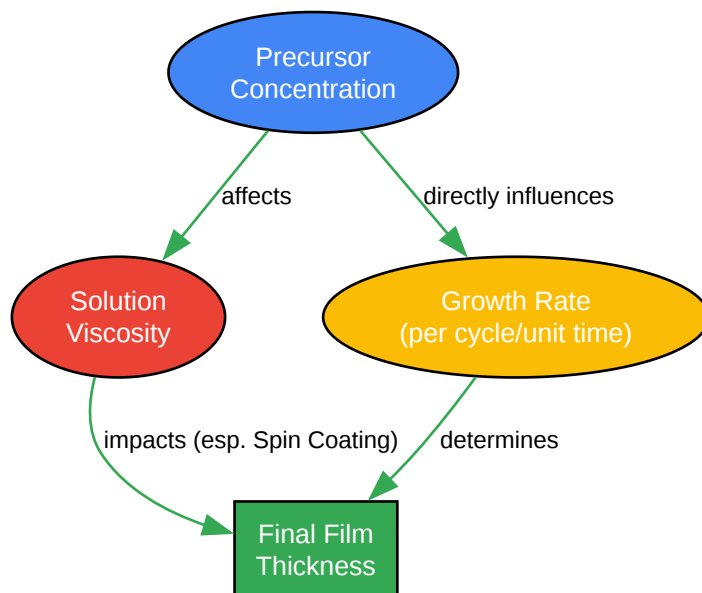 Precursor
Concentration
affects
directly influences
Solution
Viscosity
Growth Rate
(per cycle/unit time)
impacts (esp. Spin Coating)
determines
Final Film
Thickness